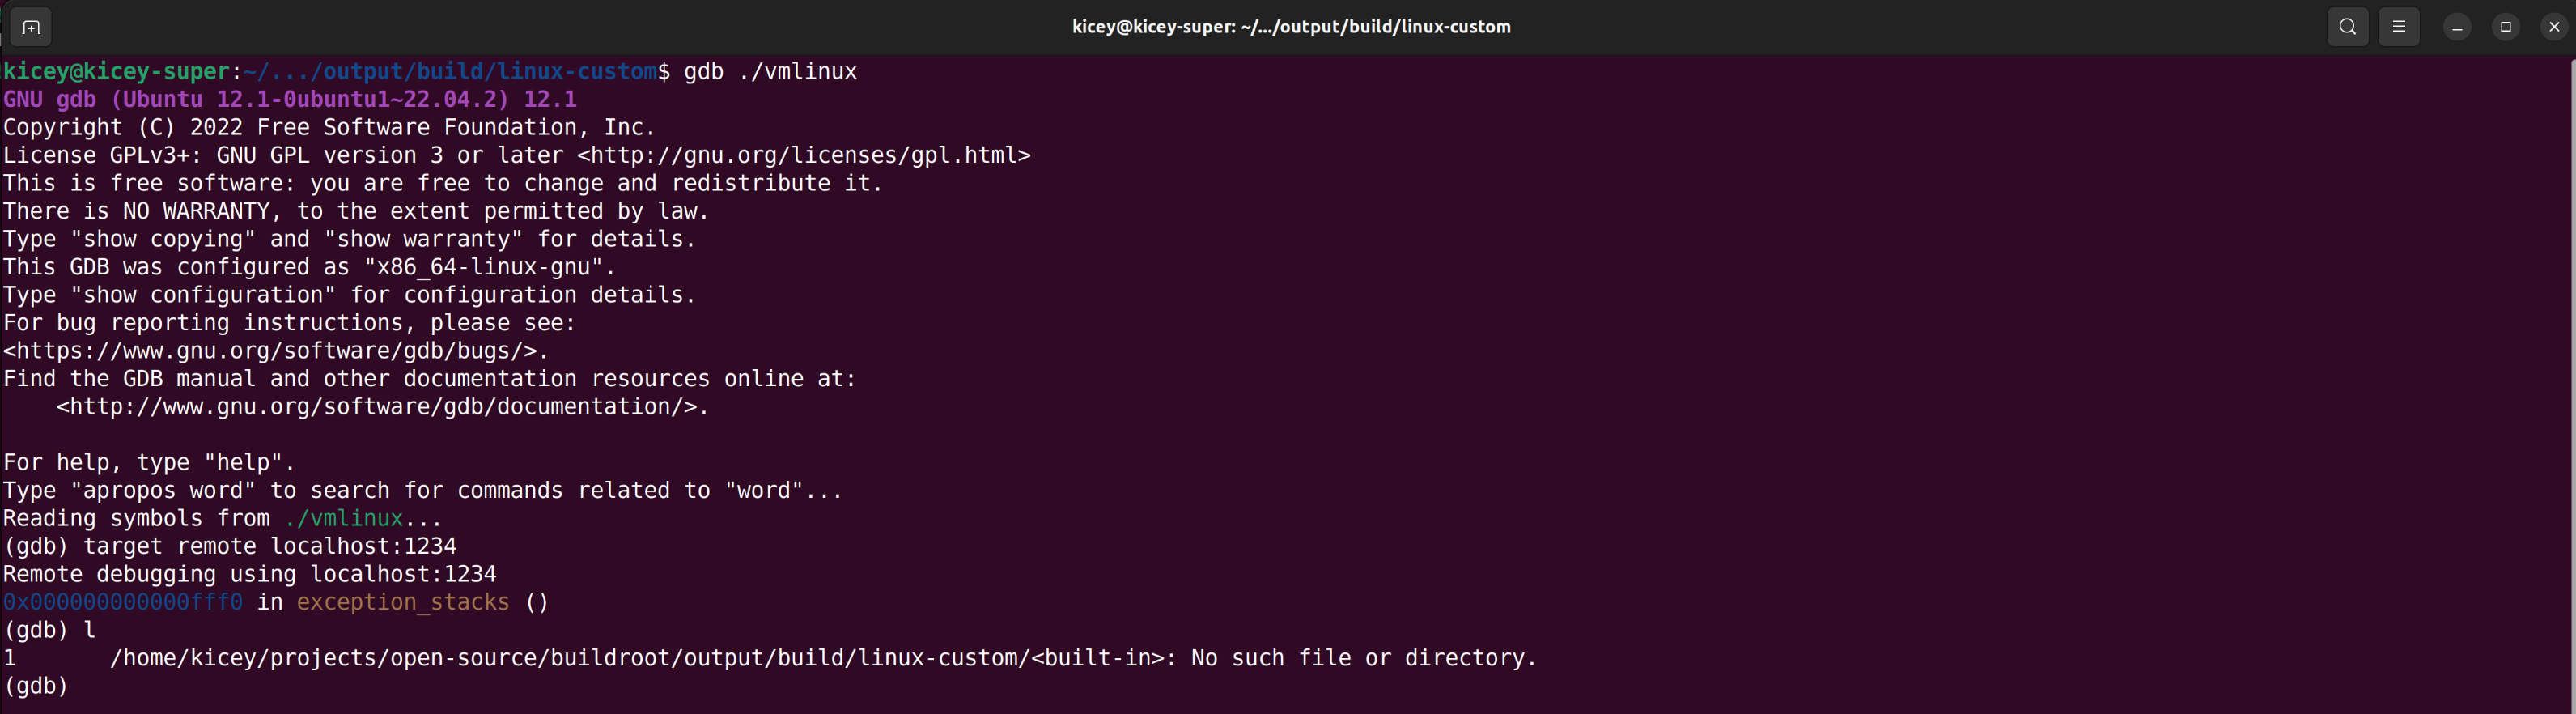 kicey@kicey-super: ~/.../output/build/linux-custom
kicey@kicey-super:~/.../output/build/linux-custom$ gdb ./vmlinux
GNU gdb (Ubuntu 12.1-0ubuntu1~22.04.2) 12.1
Copyright (C) 2022 Free Software Foundation, Inc.
License GPLv3+: GNU GPL version 3 or later <http://gnu.org/licenses/gpl.html>
This is free software: you are free to change and redistribute it.
There is NO WARRANTY, to the extent permitted by law.
Type "show copying" and "show warranty" for details.
This GDB was configured as "x86_64-linux-gnu".
Type "show configuration" for configuration details.
For bug reporting instructions, please see:
<https://www.gnu.org/software/gdb/bugs/>.
Find the GDB manual and other documentation resources online at:
    <http://www.gnu.org/software/gdb/documentation/>.

For help, type "help".
Type "apropos word" to search for commands related to "word"...
Reading symbols from ./vmlinux...
(gdb) target remote localhost:1234
Remote debugging using localhost:1234
0x000000000000fff0 in exception_stacks ()
(gdb) l
1       /home/kicey/projects/open-source/buildroot/output/build/linux-custom/<built-in>: No such file or directory.
(gdb)